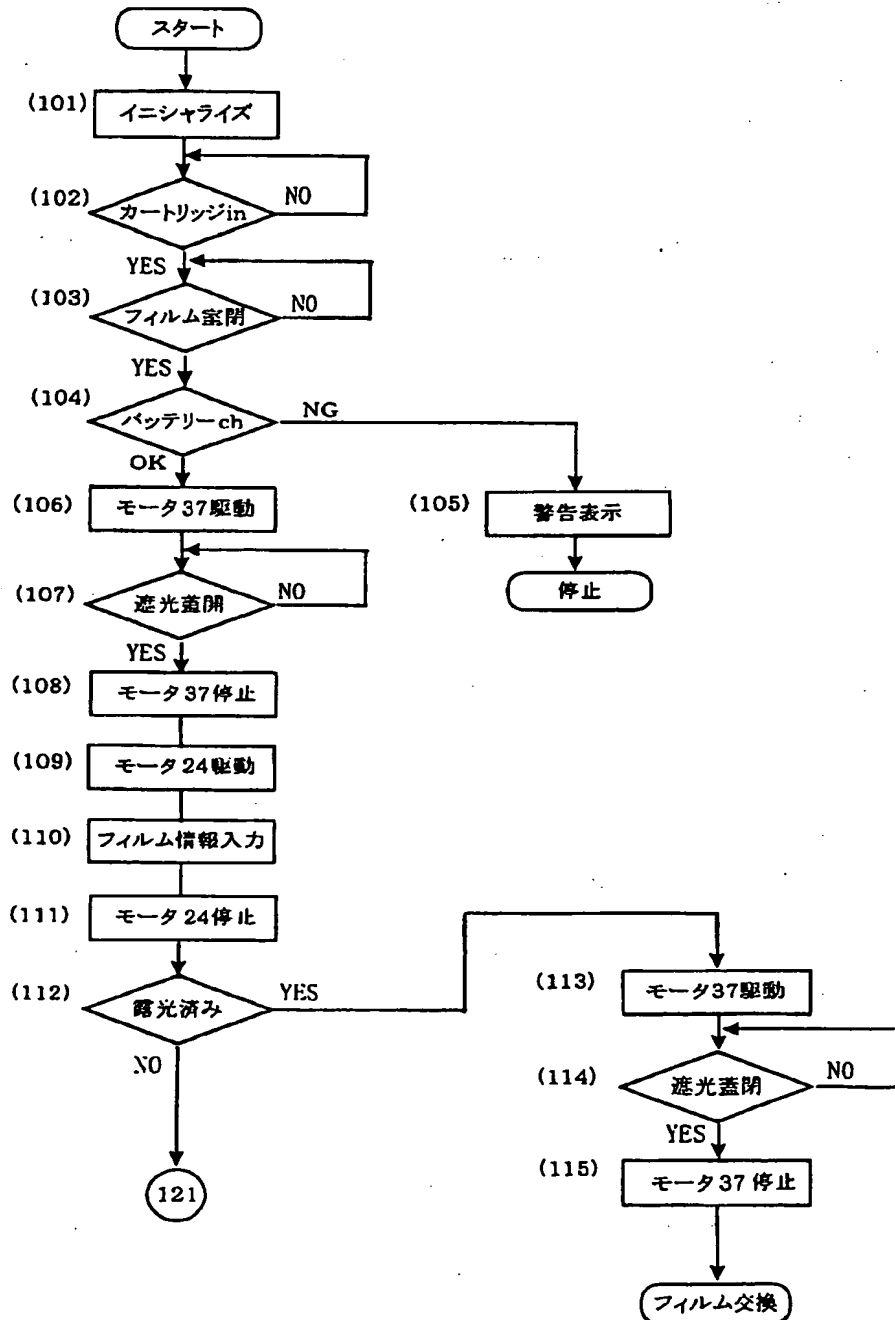 スタート
(101)
イニシャライズ
(102)
カートリッジin
NO
YES
(103)
フィルム室閉
NO
YES
(104)
バッテリーch
NG
OK
(106)
モータ37駆動
(105)
警告表示
(107)
遮光蓋開
NO
停止
YES
(108)
モータ37停止
(109)
モータ24駆動
(110)
フィルム情報入力
(111)
モータ24停止
(112)
露光済み
YES
NO
(113)
モータ37駆動
(114)
遮光蓋閉
NO
YES
(115)
モータ37停止
121
フィルム交換